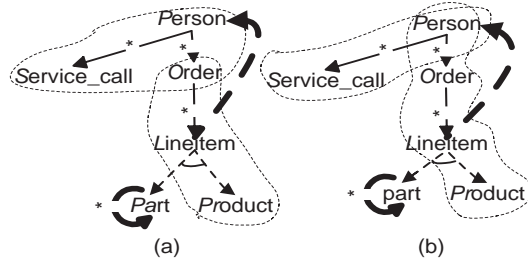 Person Person
* * * *
Service_call Order Service_call Order
* *
LineItem LineItem
* Part Product * part Product
(a) (b)